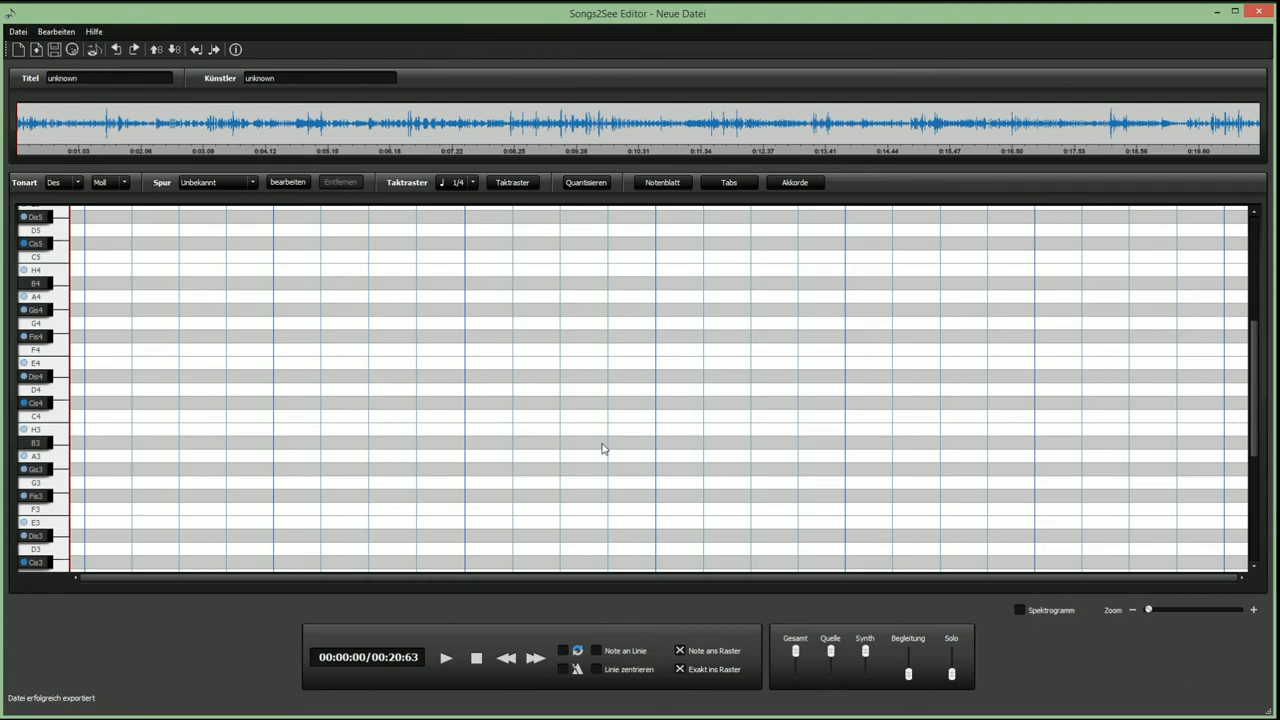 Songs2See Editor - Neue Datei
Datei Bearbeiten Hilfe
Titel unknown Künstler unknown
0:01.03 0:02.06 0:03.09 0:04.12 0:05.15 0:06.18 0:07.22 0:08.25 0:09.28 0:10.31 0:11.34 0:12.37 0:13.41 0:14.44 0:15.47 0:16.50 0:17.53 0:18.56 0:19.60
Tonart Des Moll Spur Unbekannt bearbeiten Entfernen Taktraster 1/4 Taktraster Quantisieren Notenblatt Tabs Akkorde
Dis5
D5
Cis5
C5
H4
B4
A4
Gis4
G4
Fis4
F4
E4
Dis4
D4
Cis4
C4
H3
B3
A3
Gis3
G3
Fis3
F3
E3
Dis3
D3
Cis3
Spektrogramm Zoom
00:00:00/00:20:63
Note an Linie Note ans Raster
Linie zentrieren Exakt ins Raster
Gesamt Quelle Synth Begleitung Solo
Datei erfolgreich exportiert